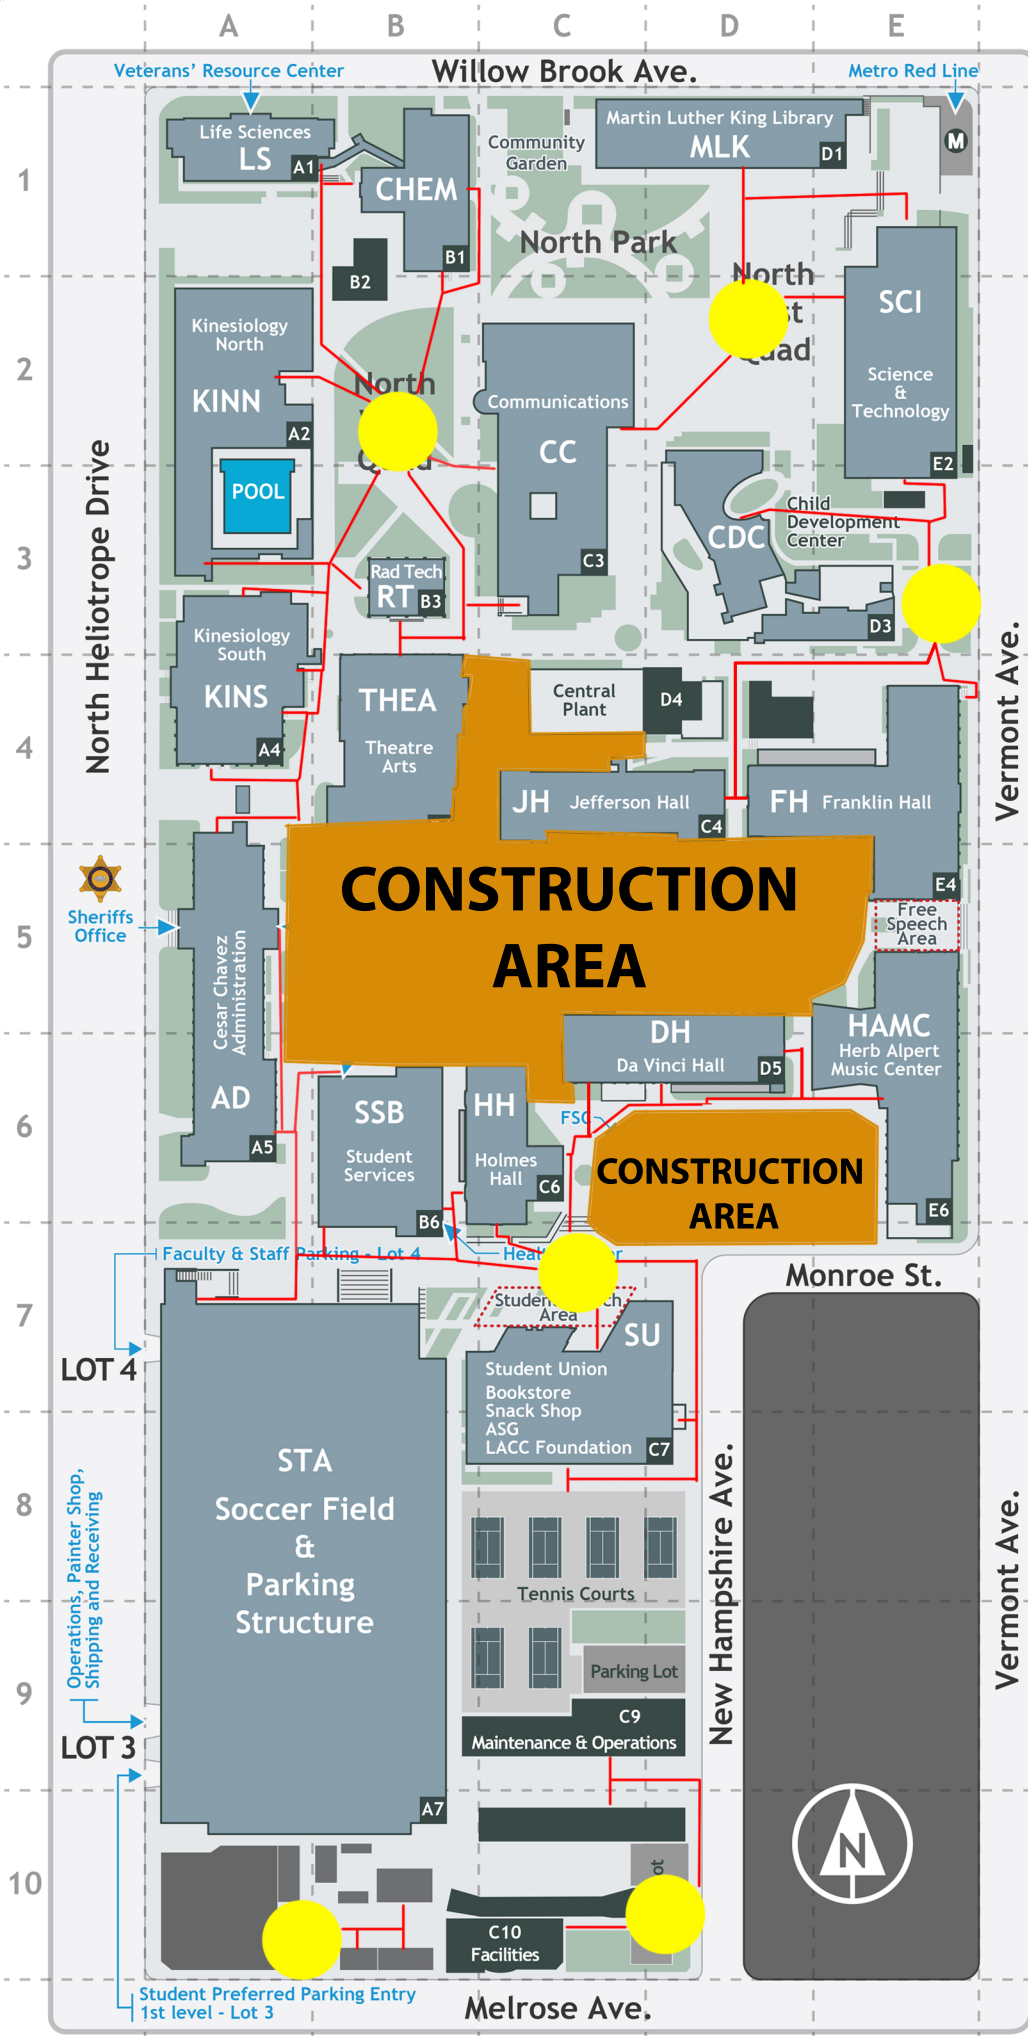 A B C D E
Willow Brook Ave.
Veterans' Resource Center
Metro Red Line
M
1
Life Sciences
LS
A1
CHEM
B1
B2
Community
Garden
North Park
Martin Luther King Library
MLK
D1
North
Quad
SCI
Science
&
Technology
E2
2
Kinesiology
North
KINN
A2
POOL
North
Communications
CC
C3
North Heliotrope Drive
3
Rad Tech
RT
B3
CDC
Child
Development
Center
D3
Vermont Ave.
Kinesiology
South
KINS
A4
4
THEA
Theatre
Arts
Central
Plant
D4
JH Jefferson Hall
C4
FH Franklin Hall
E4
CONSTRUCTION
AREA
5
Sheriffs
Office
Cesar Chavez
Administration
AD
A5
Free
Speech
Area
HAMC
Herb Alpert
Music Center
E6
DH
Da Vinci Hall
D5
6
SSB
Student
Services
B6
HH
Holmes
Hall
C6
FSC
CONSTRUCTION
AREA
Faculty & Staff Parking - Lot 4
Monroe St.
7
LOT 4
Area
SU
Student Union
Bookstore
Snack Shop
ASG
LACC Foundation
C7
STA
Soccer Field
&
Parking
Structure
A7
8
Operations, Painter Shop,
Shipping and Receiving
Tennis Courts
New Hampshire Ave.
Vermont Ave.
9
Parking Lot
C9
Maintenance & Operations
LOT 3
N
10
C10
Facilities
Student Preferred Parking Entry
1st level - Lot 3
Melrose Ave.